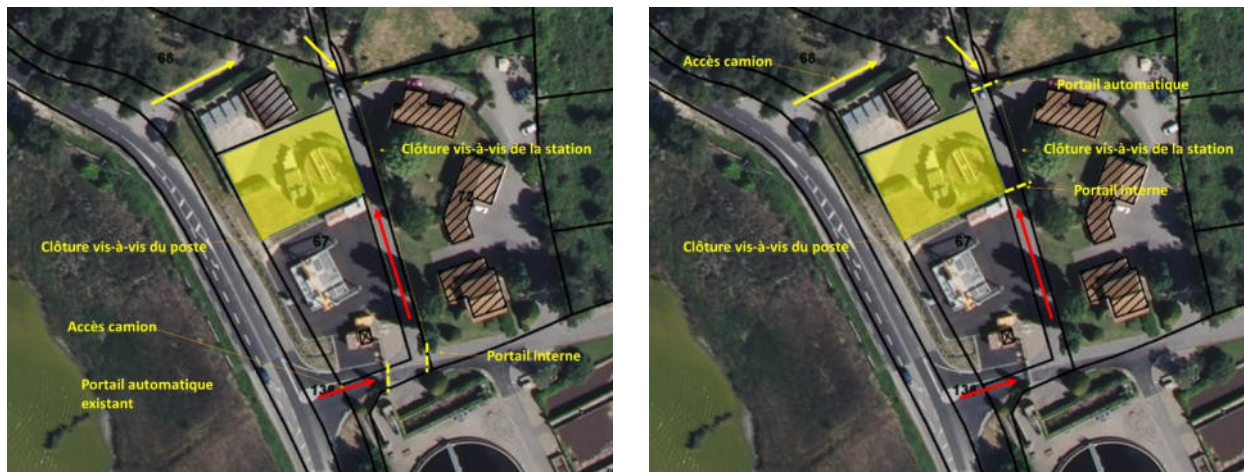 68
Clôture vis-à-vis de la station
72
Clôture vis-à-vis du poste
67
Accès camion
Portail interne
Portail automatique
existant
138
Accès camion
68
Portail automatique
Clôture vis-à-vis de la station
Portail interne
Clôture vis-à-vis du poste
67
138